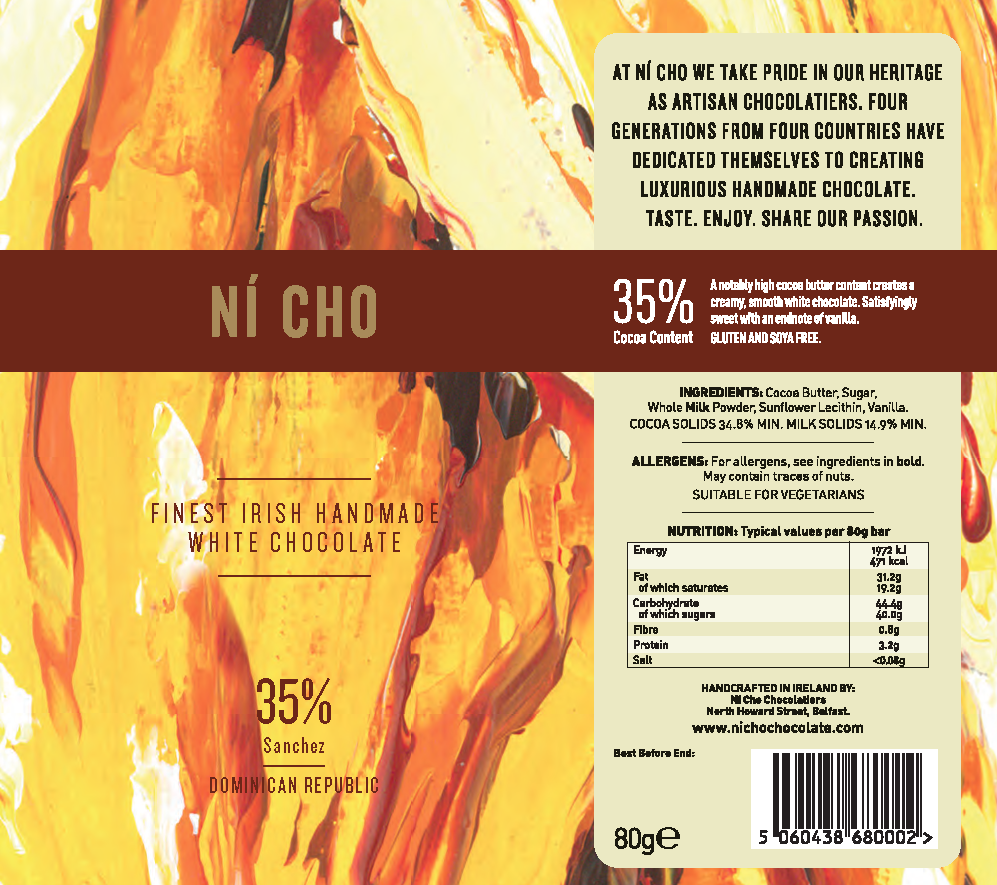 AT NÍ CHO WE TAKE PRIDE IN OUR HERITAGE
AS ARTISAN CHOCOLATIERS. FOUR
GENERATIONS FROM FOUR COUNTRIES HAVE
DEDICATED THEMSELVES TO CREATING
LUXURIOUS HANDMADE CHOCOLATE.
TASTE. ENJOY. SHARE OUR PASSION.
NÍ CHO
35%
Cocoa Content
A notably high cocoa butter content creates a
creamy, smooth white chocolate. Satisfyingly
sweet with an endnote of vanilla.
GLUTEN AND SOYA FREE.
FINEST IRISH HANDMADE
WHITE CHOCOLATE
35%
Sanchez
DOMINICAN REPUBLIC
INGREDIENTS: Cocoa Butter, Sugar,
Whole Milk Powder, Sunflower Lecithin, Vanilla.
COCOA SOLIDS 34.8% MIN. MILK SOLIDS 14.9% MIN.
ALLERGENS: For allergens, see ingredients in bold.
May contain traces of nuts.
SUITABLE FOR VEGETARIANS
NUTRITION: Typical values per 80g bar
Energy 1972 kJ
471 kcal
Fat 31.2g
of which saturates 19.2g
Carbohydrate 44.4g
of which sugars 40.0g
Fibre 0.8g
Protein 3.2g
Salt <0.08g
HANDCRAFTED IN IRELAND BY:
Ní Cho Chocolatiers
North Howard Street, Belfast.
www.nichochocolate.com
Best Before End:
80g℮
5 060438 680002 >